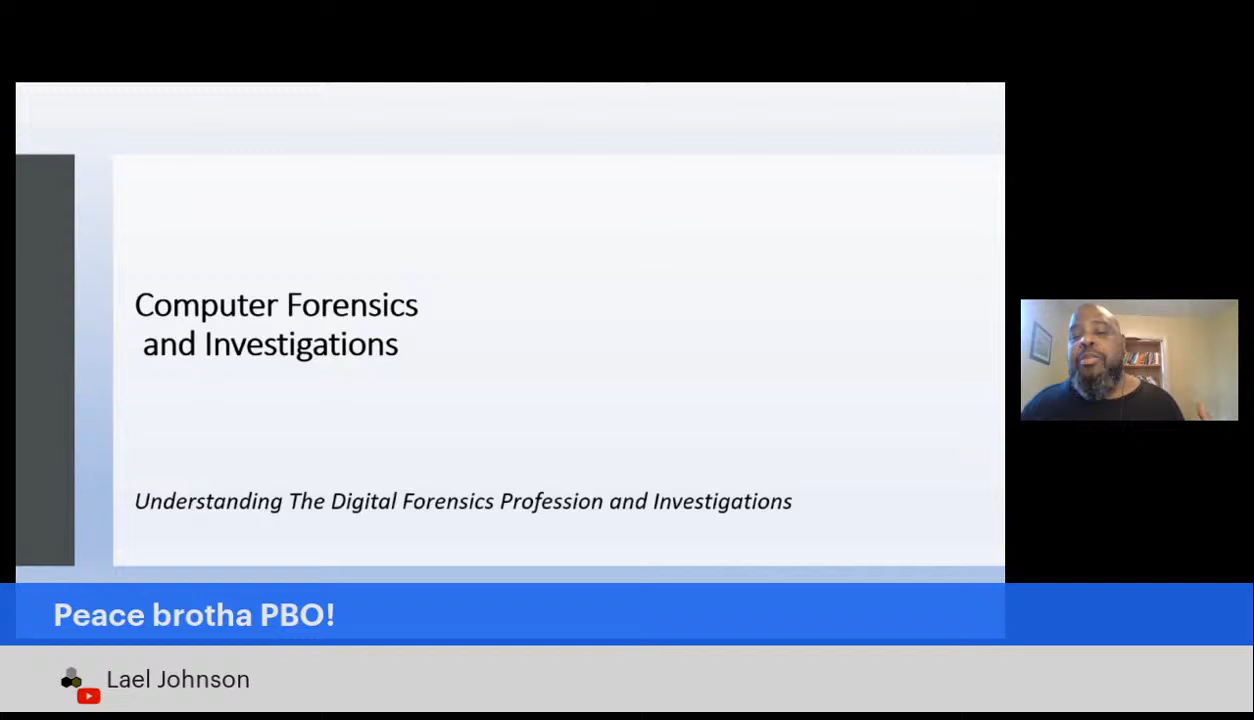 Computer Forensics
and Investigations
Understanding The Digital Forensics Profession and Investigations
Peace brotha PBO!
Lael Johnson